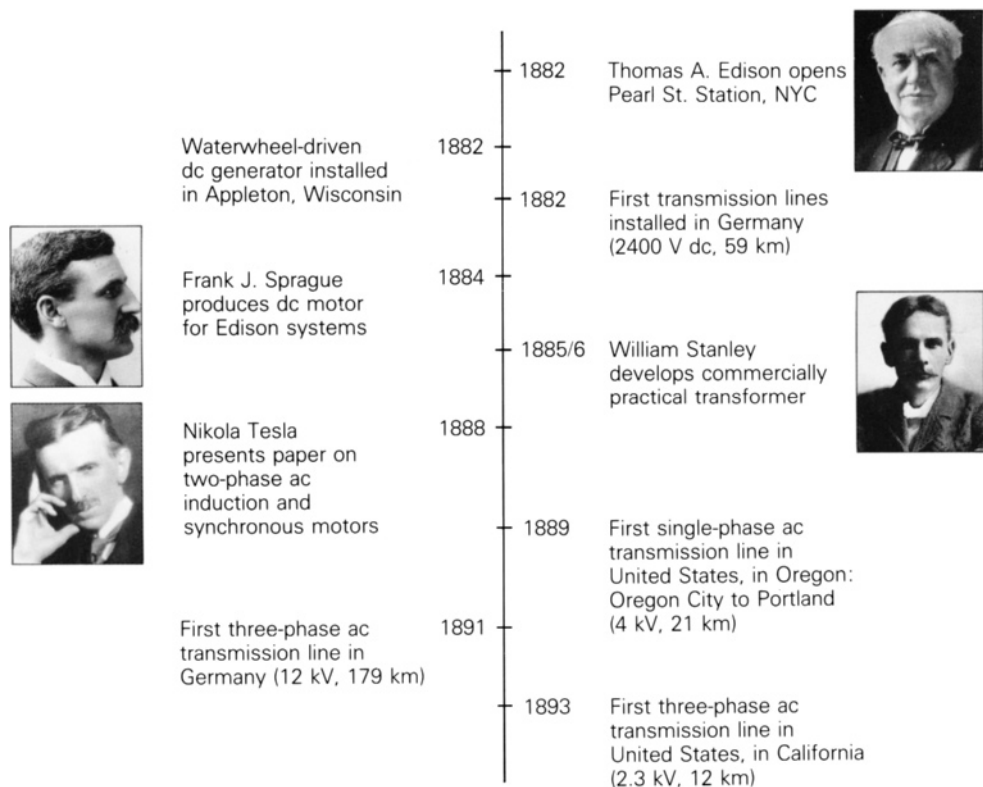 1882
Thomas A. Edison opens
Pearl St. Station, NYC
Waterwheel-driven
dc generator installed
in Appleton, Wisconsin
1882
1882
First transmission lines
installed in Germany
(2400 V dc, 59 km)
Frank J. Sprague
produces dc motor
for Edison systems
1884
1885/6
William Stanley
develops commercially
practical transformer
Nikola Tesla
presents paper on
two-phase ac
induction and
synchronous motors
1888
1889
First single-phase ac
transmission line in
United States, in Oregon:
Oregon City to Portland
(4 kV, 21 km)
First three-phase ac
transmission line in
Germany (12 kV, 179 km)
1891
1893
First three-phase ac
transmission line in
United States, in California
(2.3 kV, 12 km)